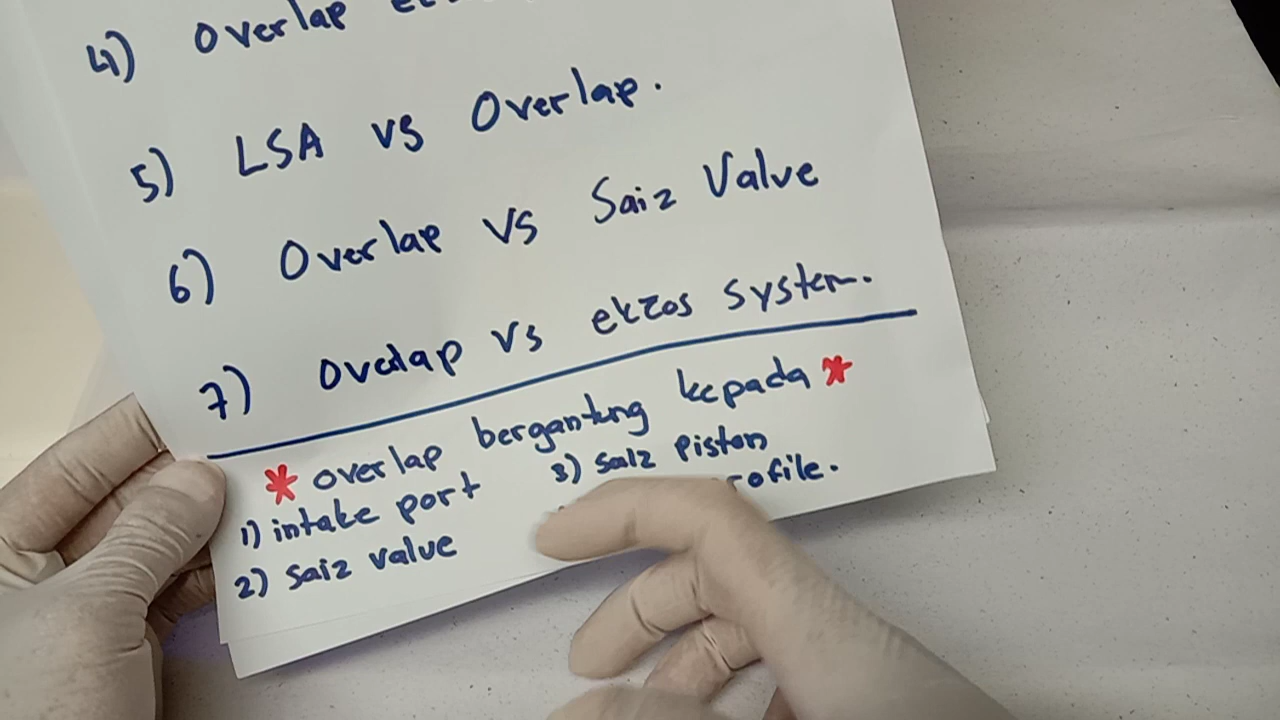 4) Overlap
5) LSA vs Overlap.
6) Overlap vs Saiz Valve
7) Overlap vs ekzos system.
* overlap bergantung kepada *
1) intake port
2) saiz valve
3) saiz piston
rofile.